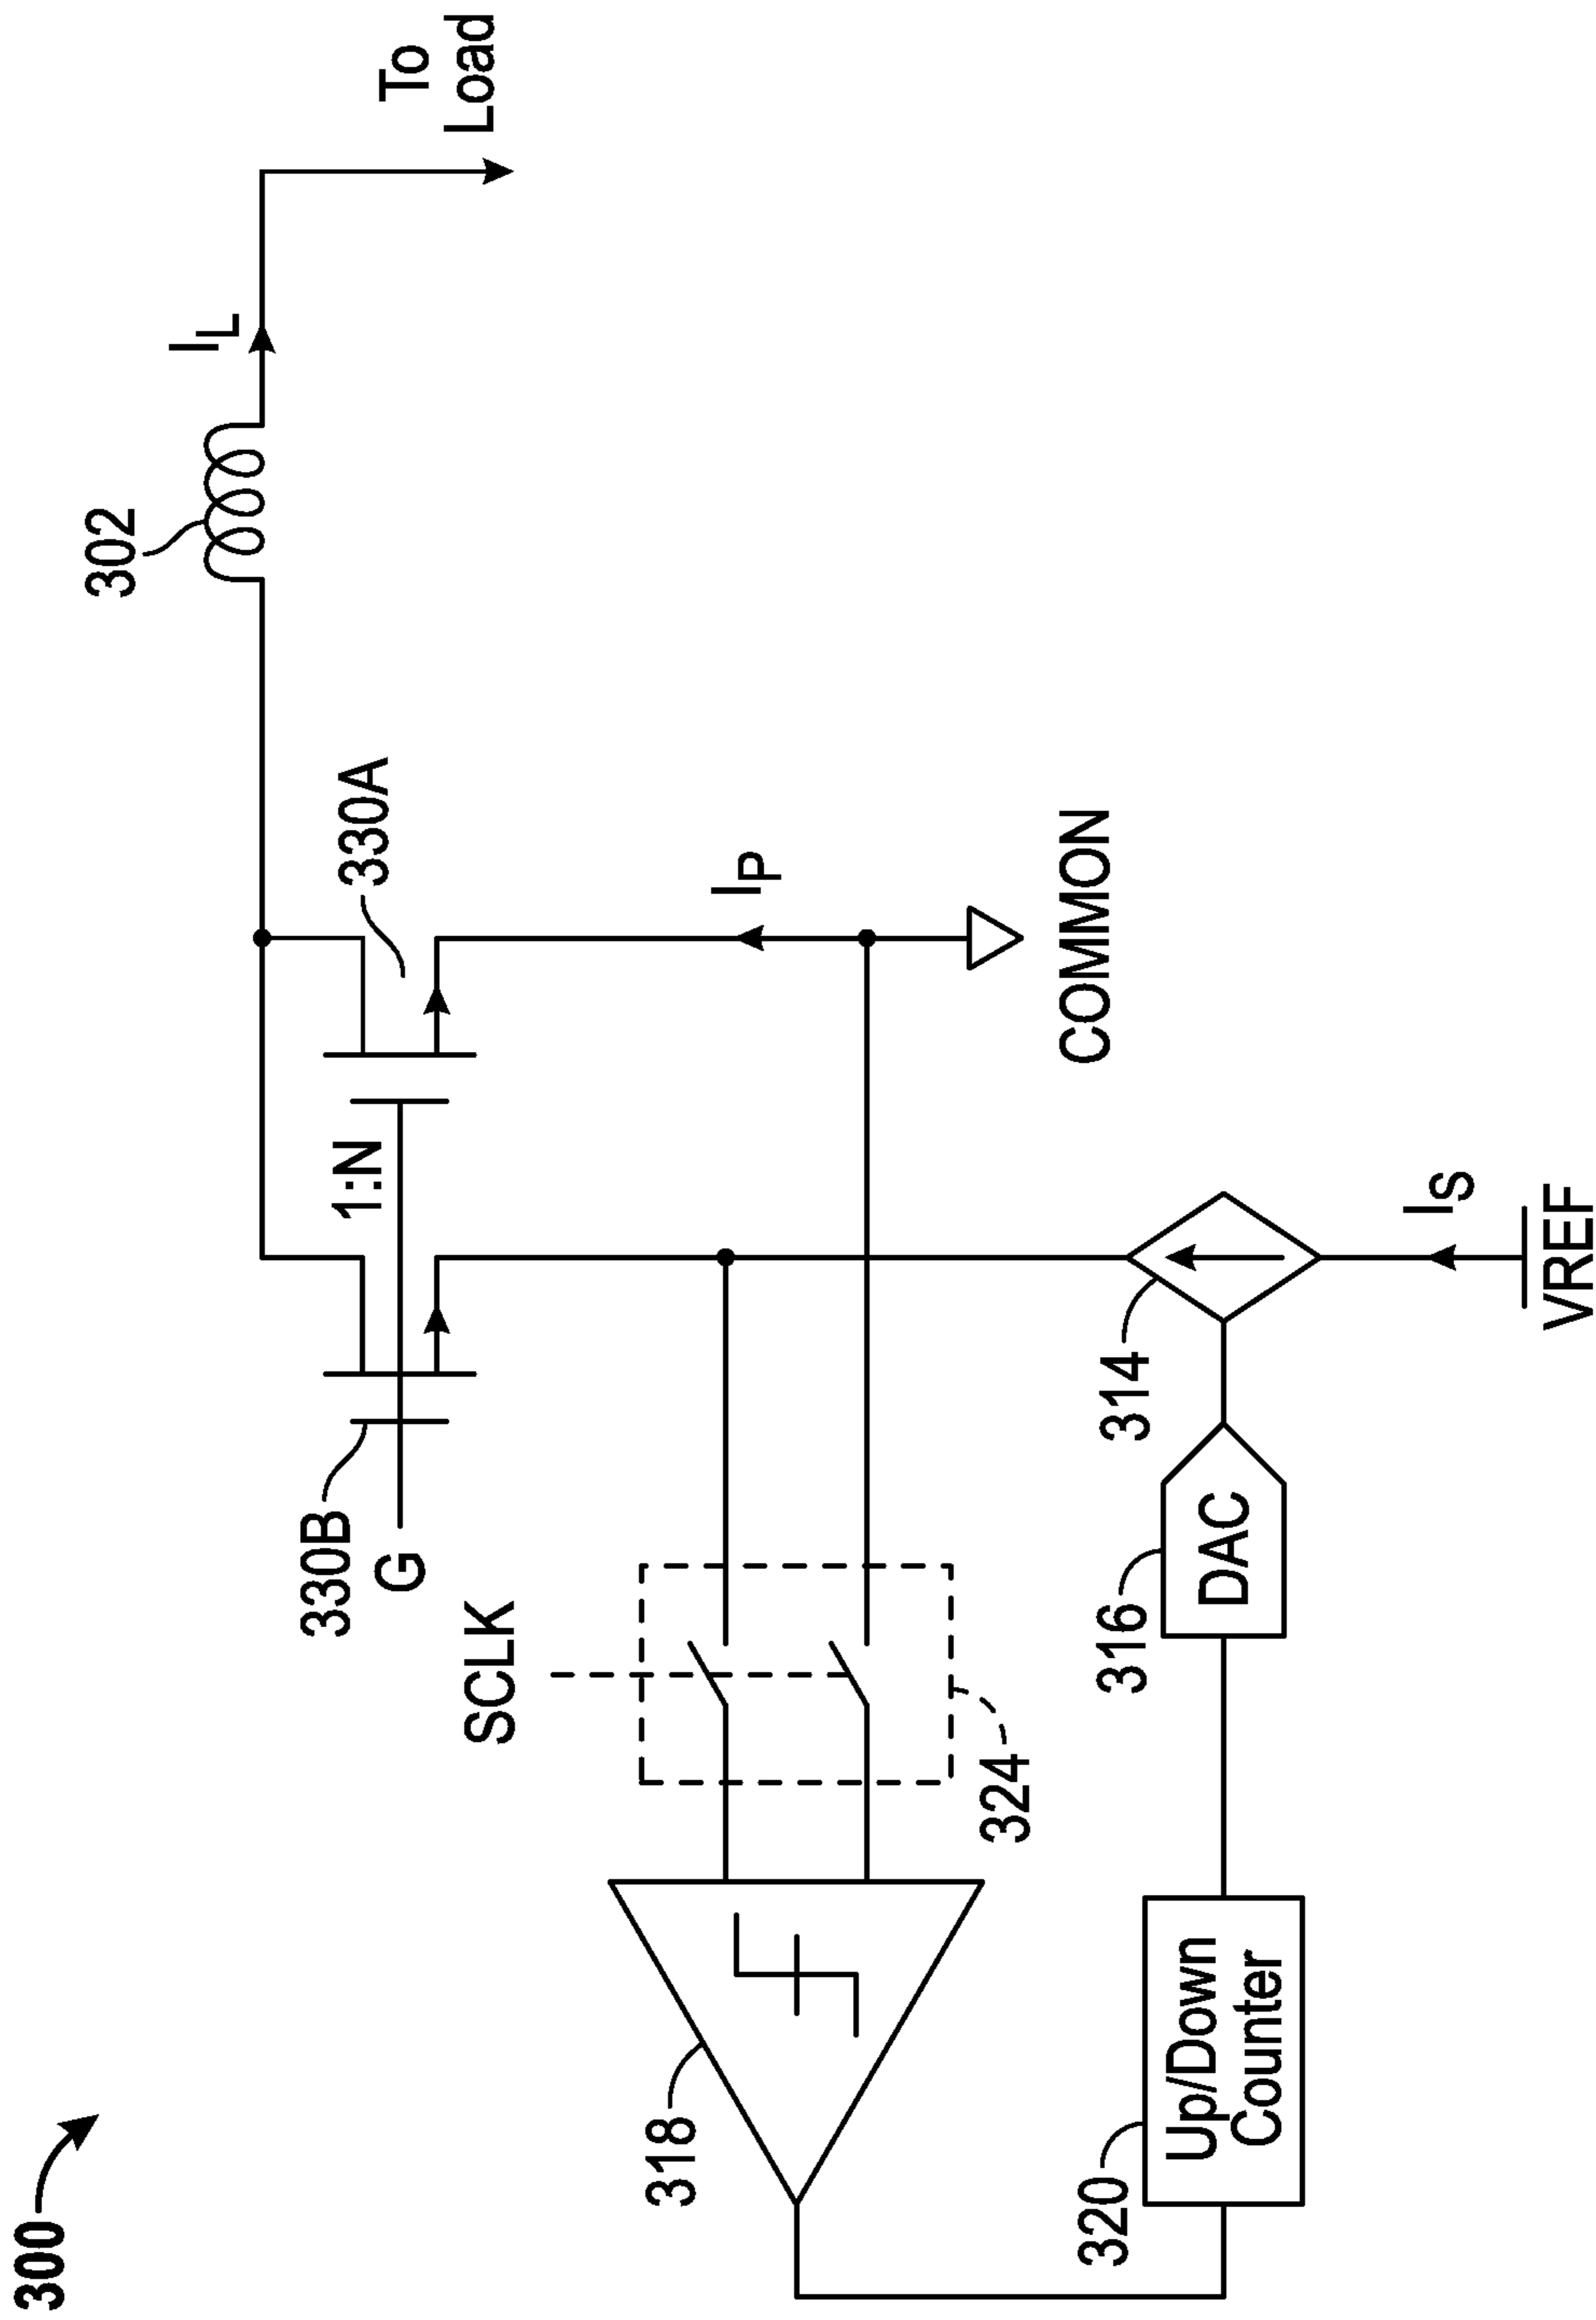 300
302
I_L
To
Load
330B
G
1:N
330A
SCLK
I_P
318
324
COMMON
320
Up/Down
Counter
316
DAC
314
I_S
VREF